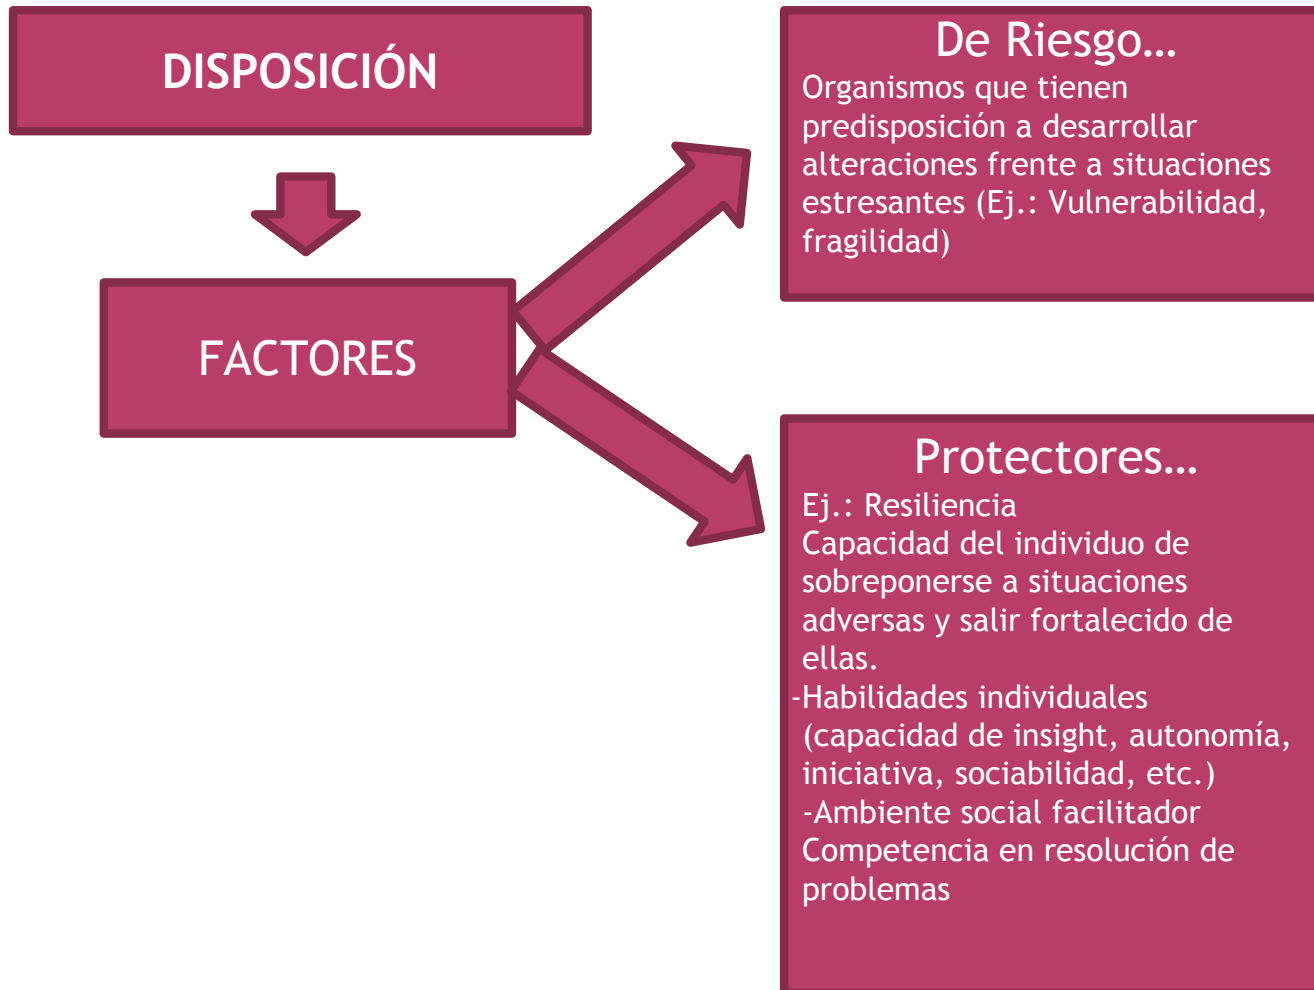 DISPOSICIÓN
FACTORES
De Riesgo…
Organismos que tienen
predisposición a desarrollar
alteraciones frente a situaciones
estresantes (Ej.: Vulnerabilidad,
fragilidad)
Protectores…
Ej.: Resiliencia
Capacidad del individuo de
sobreponerse a situaciones
adversas y salir fortalecido de
ellas.
-Habilidades individuales
(capacidad de insight, autonomía,
iniciativa, sociabilidad, etc.)
-Ambiente social facilitador
Competencia en resolución de
problemas